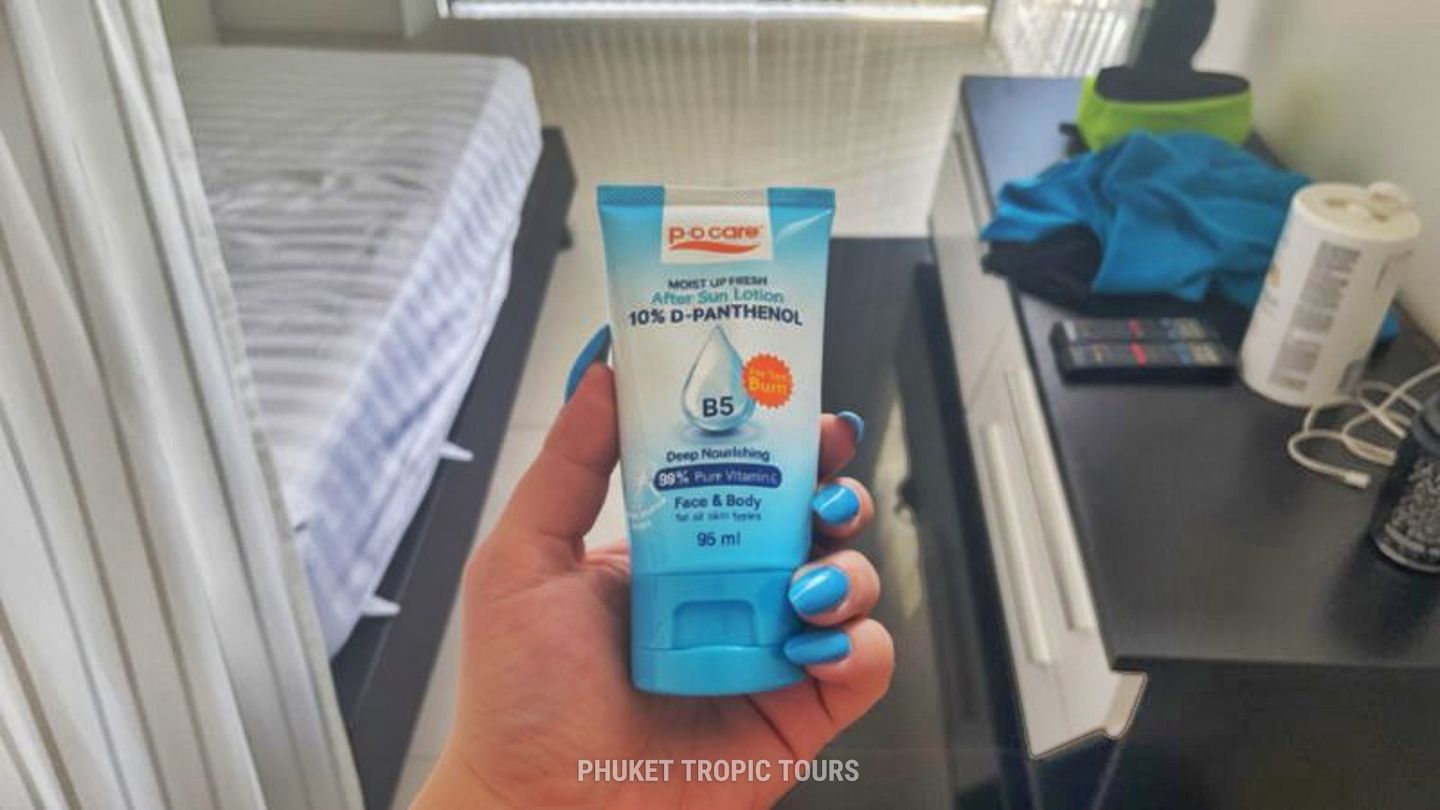 p·o care
MOIST UP FRESH
After Sun Lotion
10% D-PANTHENOL
For Sun
Burn
B5
Deep Nourishing
99% Pure Vitamin E
Face & Body
for all skin types
95 ml
PHUKET TROPIC TOURS